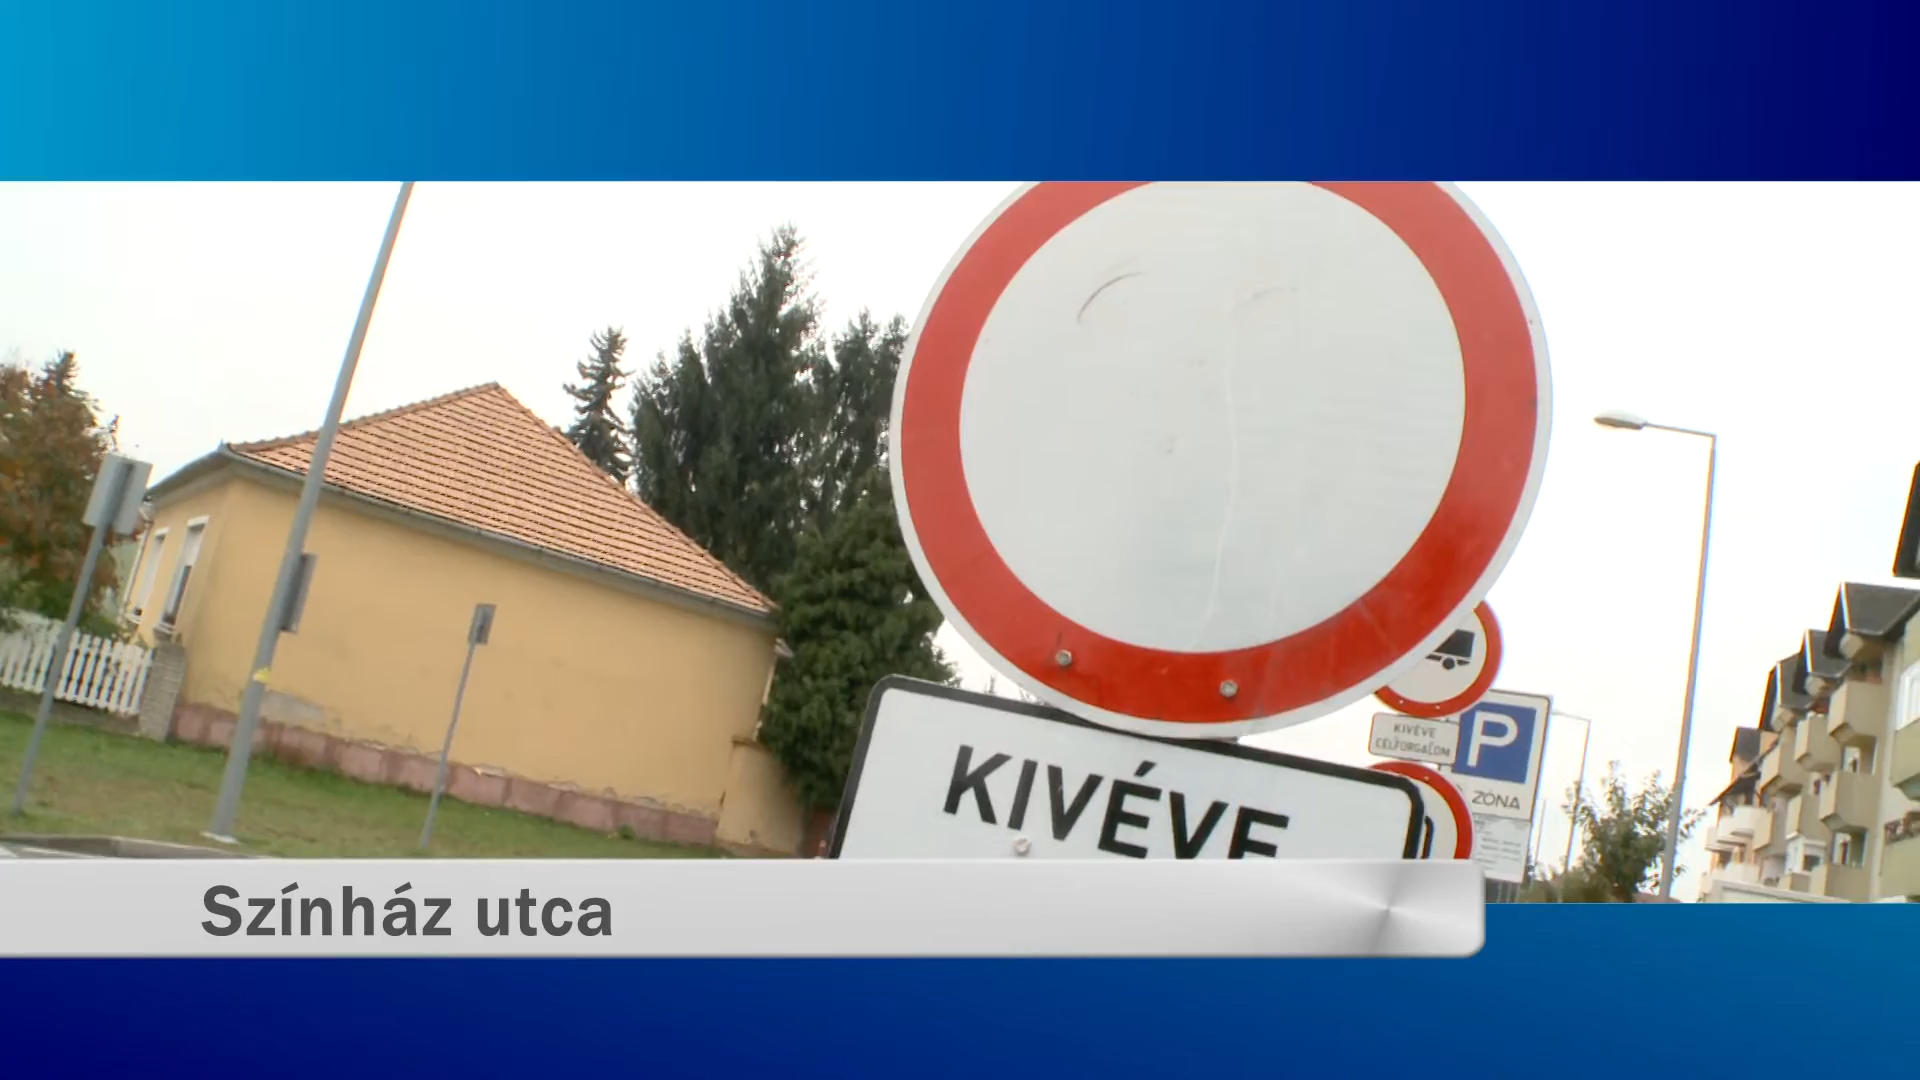 KIVÉVE
KIVÉVE
CÉLFORGALOM
P
ZÓNA
Színház utca